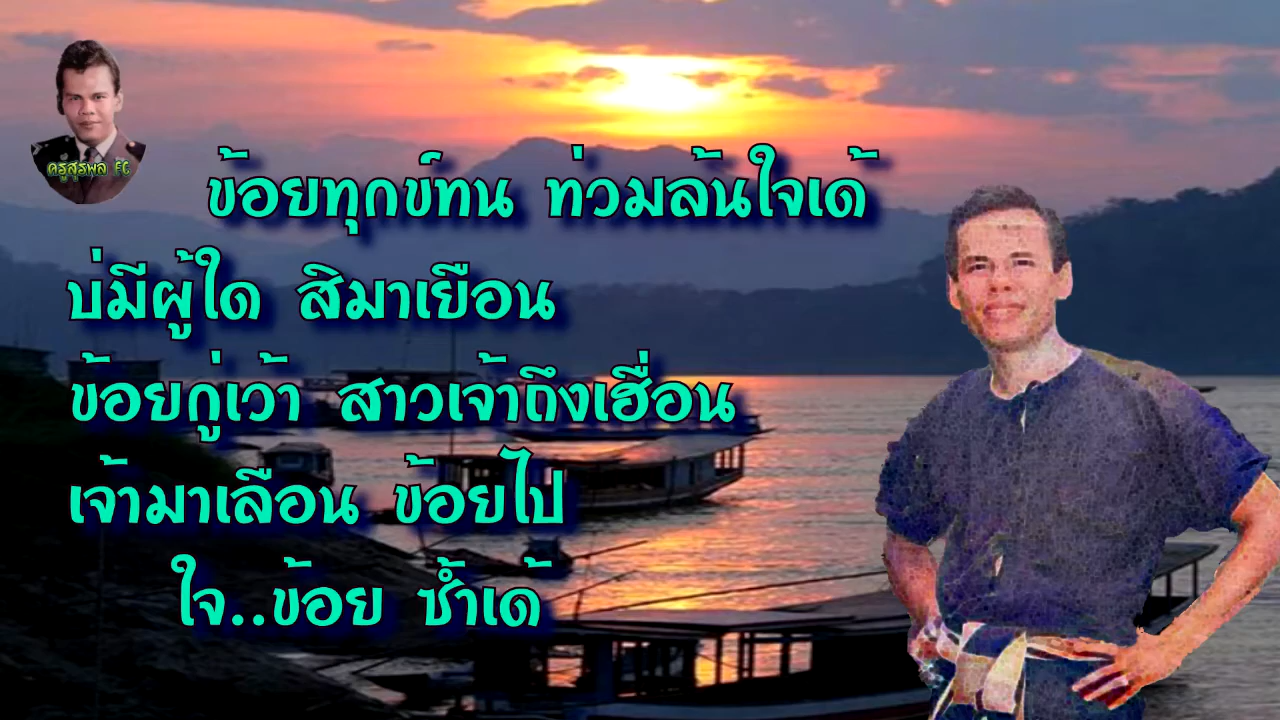 ครูสุรพล FC
ข้อยทุกข์ทน ท่วมล้นใจเด้
บ่มีผู้ใด สิมาเยือน
ข้อยกู่เว้า สาวเจ้าถึงเฮื่อน
เจ้ามาเลือน ข้อยไป
ใจ..ข้อย ซ้ำเด้